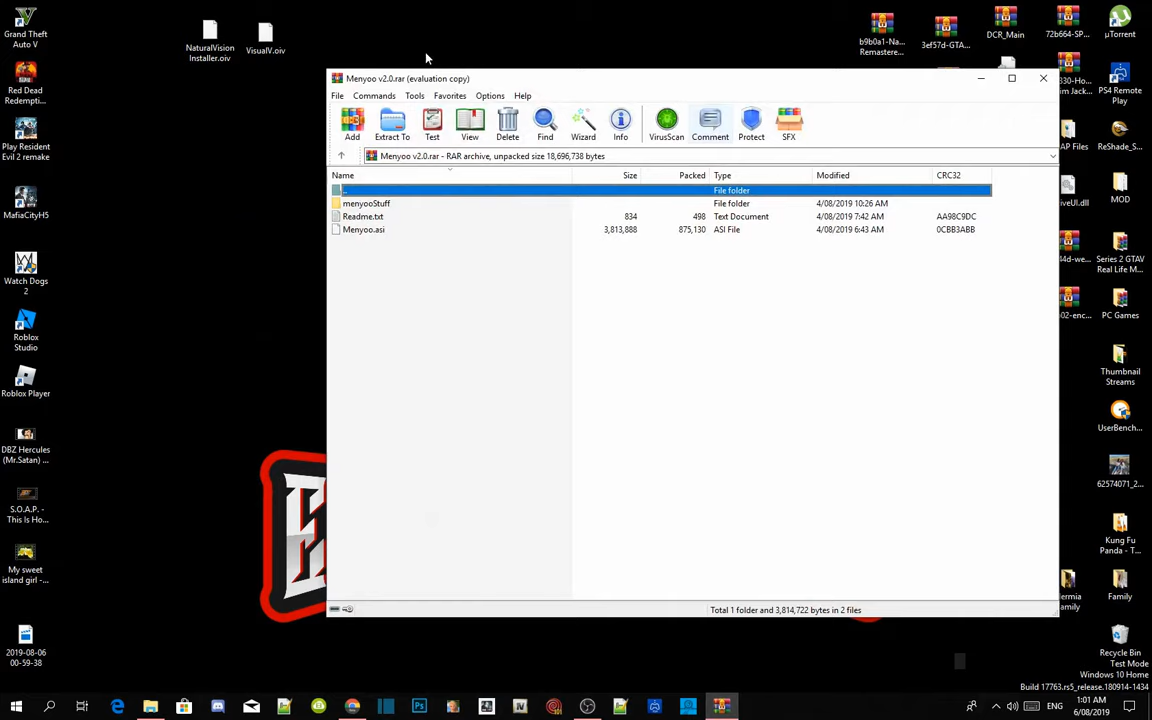 Grand Theft
Auto V
Red Dead
Redemptio...
Play Resident
Evil 2 remake
MafiaCityH5
Watch Dogs
2
Roblox
Studio
Roblox Player
DBZ Hercules
(Mr.Satan) ...
S.O.A.P. -
This Is Ho...
My sweet
island girl -...
2019-08-06
00-59-38
NaturalVision
Installer.oiv
VisualV.oiv
b9b0a1-Na...
Remastere...
3ef57d-GTA...
DCR_Main
72b664-SP...
µTorrent
Menyoo v2.0.rar (evaluation copy)
File
Commands
Tools
Favorites
Options
Help
Add
Extract To
Test
View
Delete
Find
Wizard
Info
VirusScan
Comment
Protect
SFX
Menyoo v2.0.rar - RAR archive, unpacked size 18,696,738 bytes
Name Size Packed Type Modified CRC32
.. File folder
menyooStuff File folder 4/08/2019 10:26 AM
Readme.txt 834 498 Text Document 4/08/2019 7:42 AM AA98C9DC
Menyoo.asi 3,813,888 875,130 ASI File 4/08/2019 6:43 AM 0CBB3ABB
Total 1 folder and 3,814,722 bytes in 2 files
PS4 Remote
Play
ReShade_S...
MOD
Series 2 GTAV
Real Life M...
PC Games
Thumbnail
Streams
UserBench...
62574071_2...
Kung Fu
Panda - T...
Family
Recycle Bin
Test Mode
Windows 10 Home
Build 17763.rs5_release.180914-1434
ENG
1:01 AM
6/08/2019